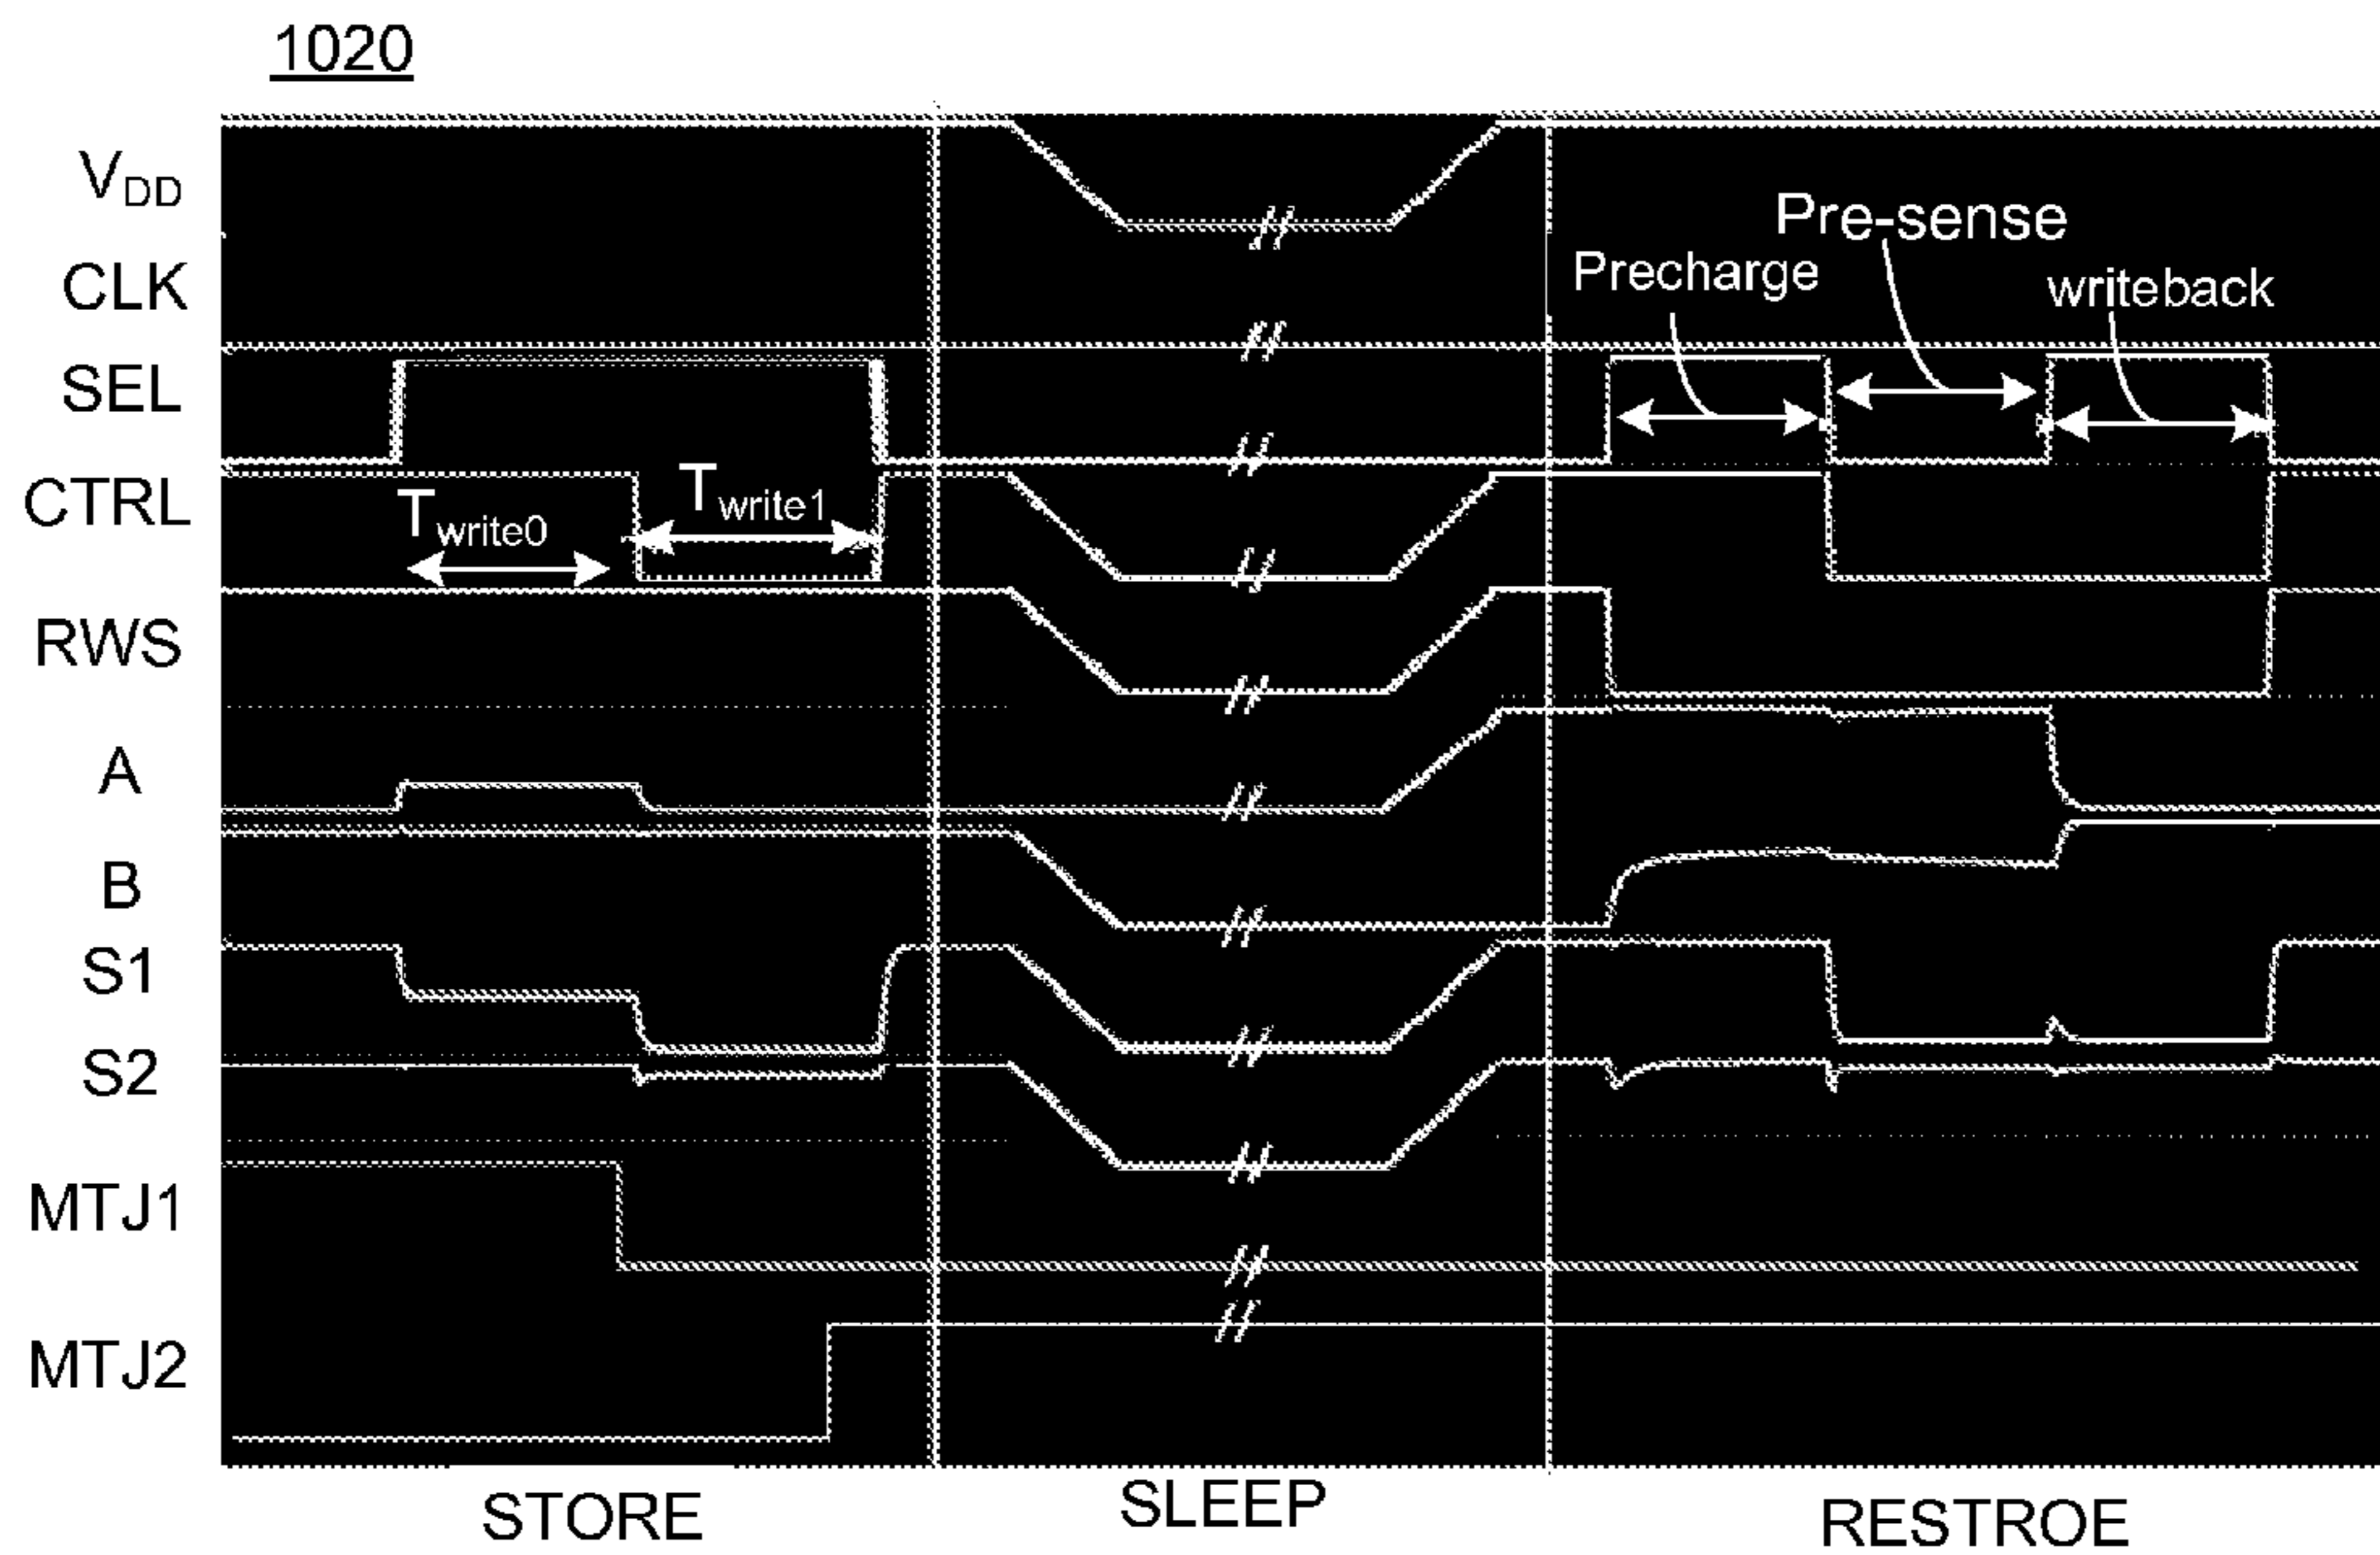 1020
VDD
Pre-sense
Precharge
CLK
writeback
SEL
CTRL
Twrite1
Twrite0
RWS
A
B
S1
S2
MTJ1
MTJ2
STORE
SLEEP
RESTROE